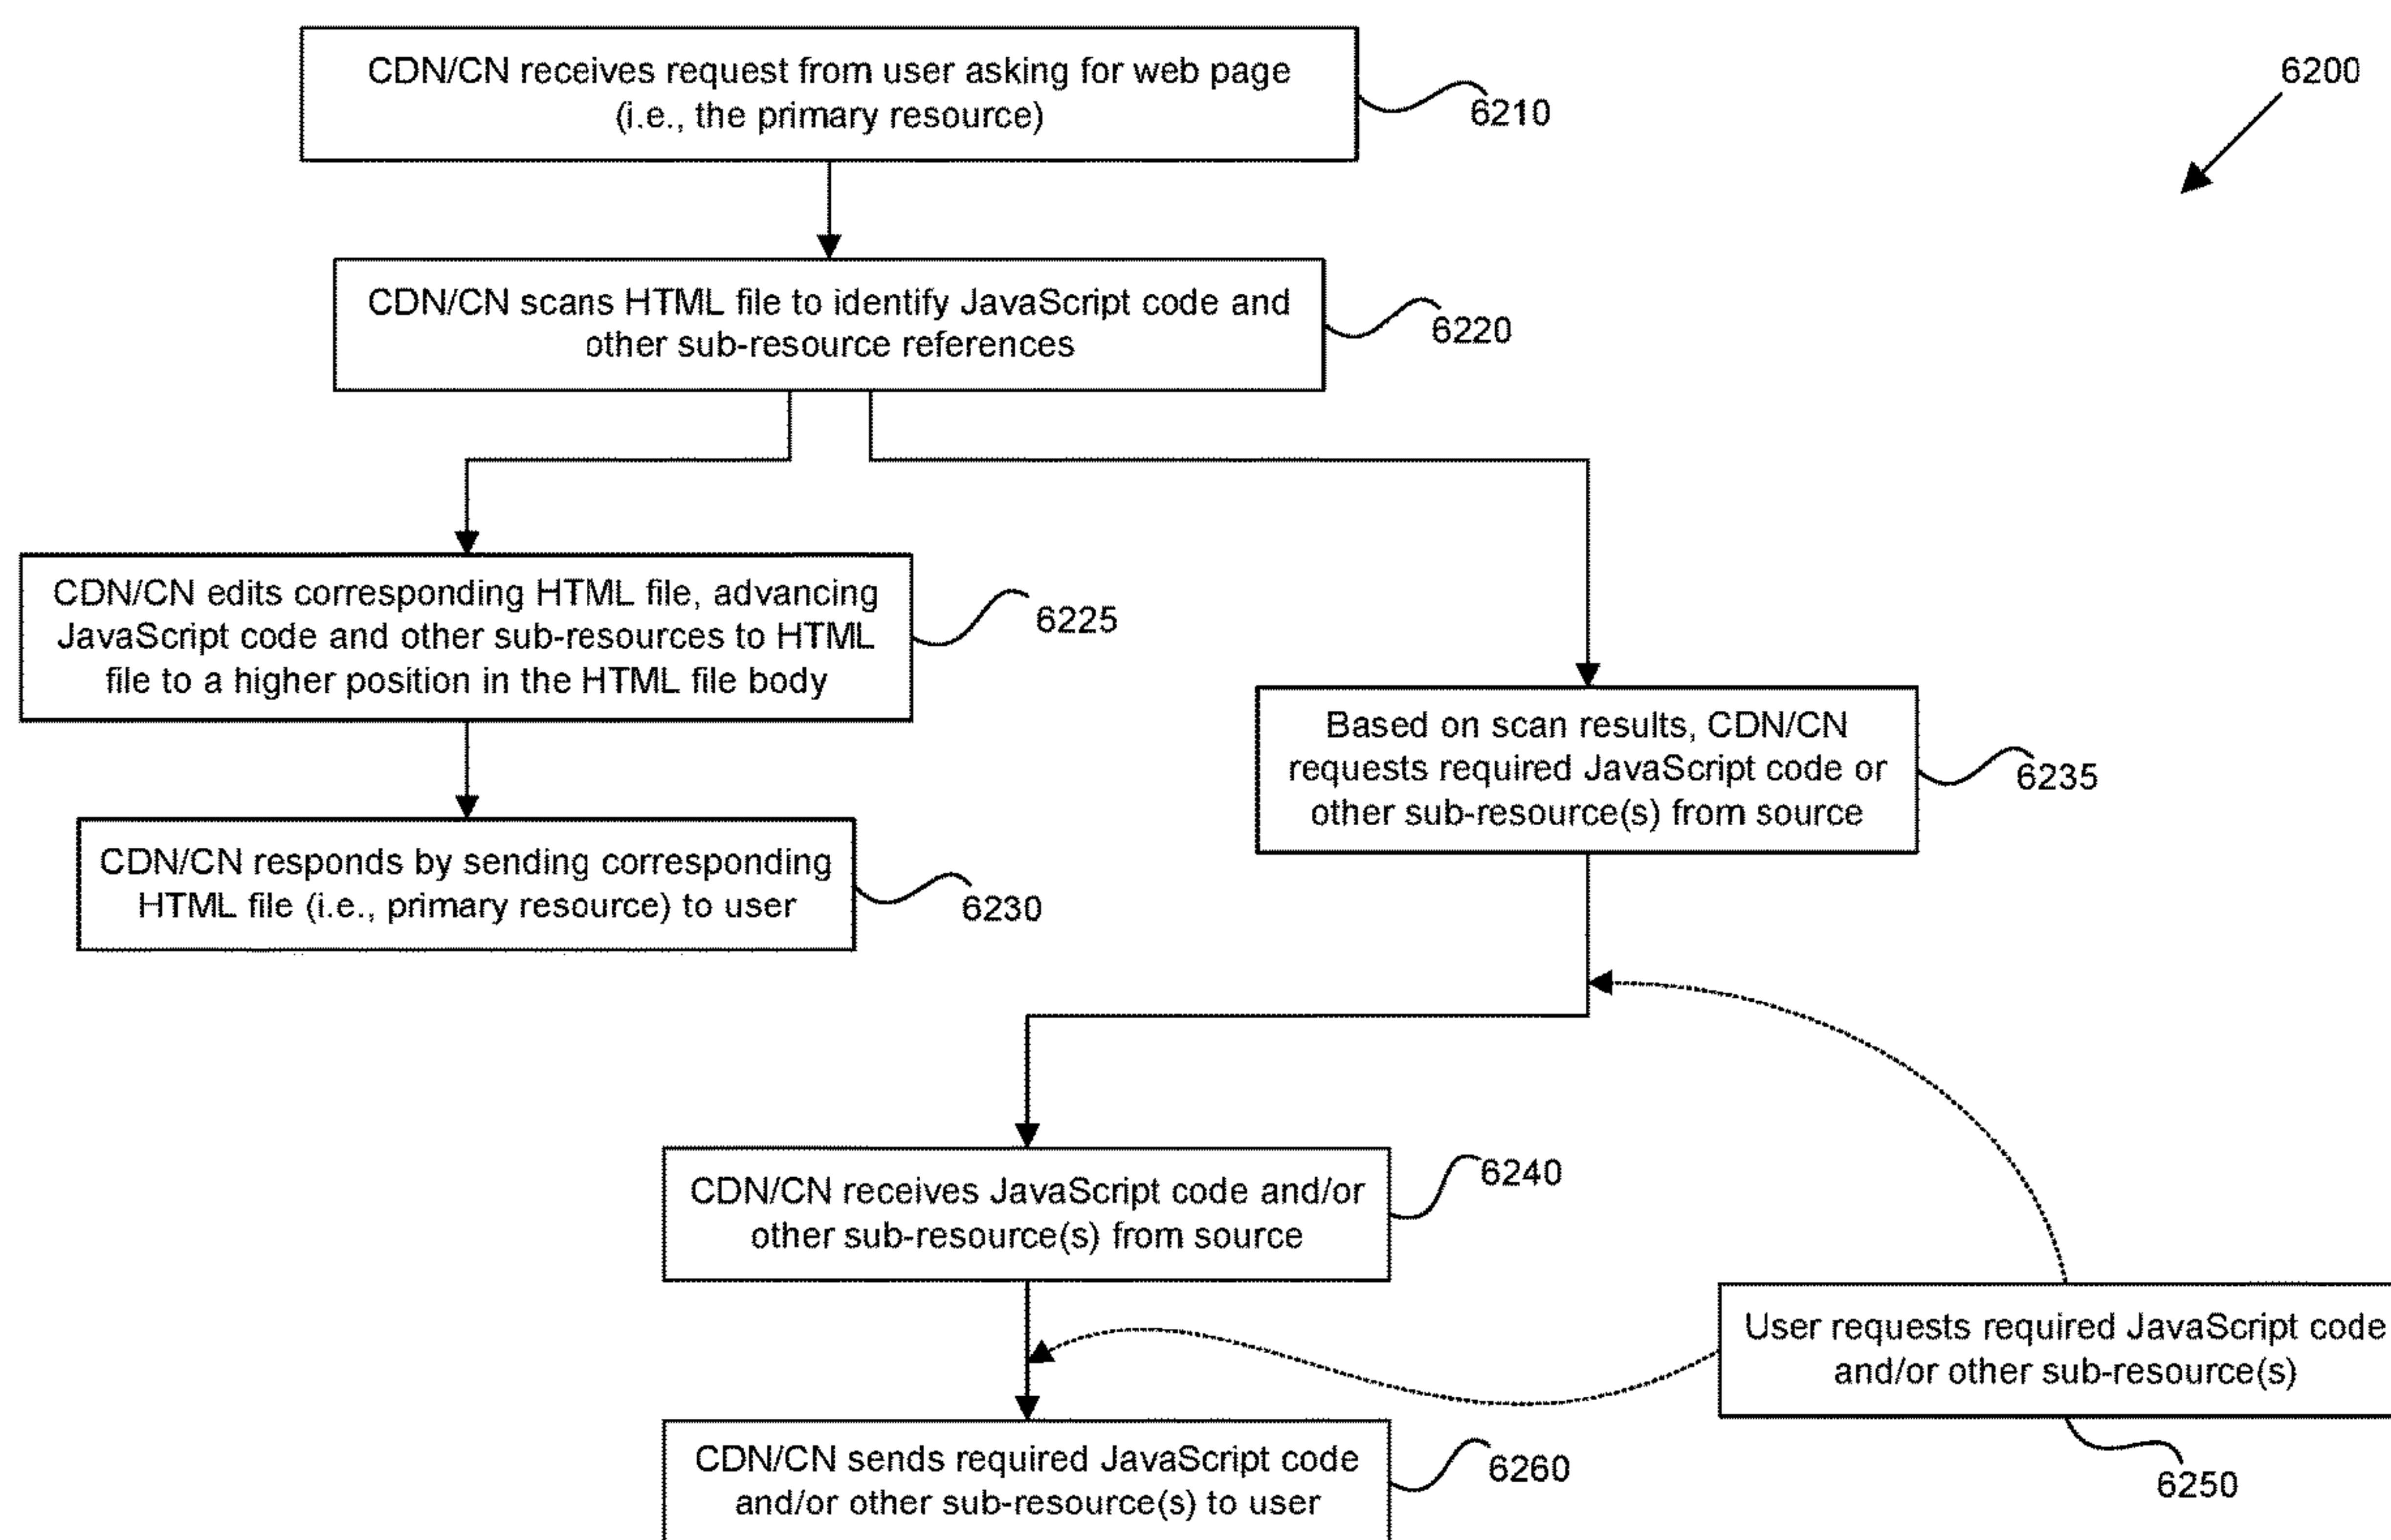 CDN/CN receives request from user asking for web page
(i.e., the primary resource)
6210
6200
CDN/CN scans HTML file to identify JavaScript code and
other sub-resource references
6220
CDN/CN edits corresponding HTML file, advancing
JavaScript code and other sub-resources to HTML
file to a higher position in the HTML file body
6225
Based on scan results, CDN/CN
requests required JavaScript code or
other sub-resource(s) from source
6235
CDN/CN responds by sending corresponding
HTML file (i.e., primary resource) to user
6230
CDN/CN receives JavaScript code and/or
other sub-resource(s) from source
6240
User requests required JavaScript code
and/or other sub-resource(s)
6250
CDN/CN sends required JavaScript code
and/or other sub-resource(s) to user
6260